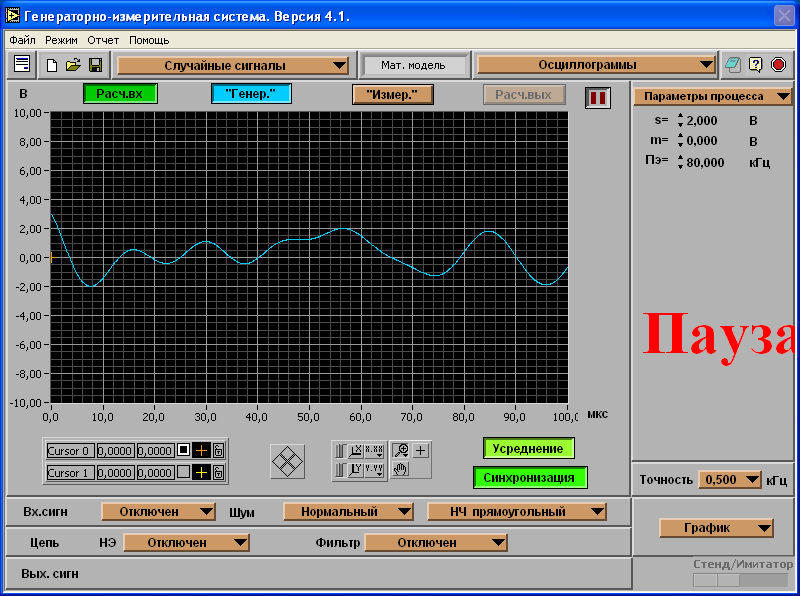 Генераторно-измерительная система. Версия 4.1.
Файл Режим Отчет Помощь
Случайные сигналы Мат. модель Осциллограммы
В Расч.вх "Генер." "Измер." Расч.вых
Параметры процесса
s= 2,000 В
m= 0,000 В
Пэ= 80,000 кГц
10,00
8,00
6,00
4,00
2,00
0,00
-2,00
-4,00
-6,00
-8,00
-10,00
0,0 10,0 20,0 30,0 40,0 50,0 60,0 70,0 80,0 90,0 100,0 мкс
Пауза
Cursor 0 0,0000 0,0000
Cursor 1 0,0000 0,0000
X X.XX
Y Y.YY
Усреднение
Синхронизация
Точность 0,500 кГц
Вх.сигн Отключен Шум Нормальный НЧ прямоугольный
График
Цепь НЭ Отключен Фильтр Отключен
Стенд/Имитатор
Вых. сигн